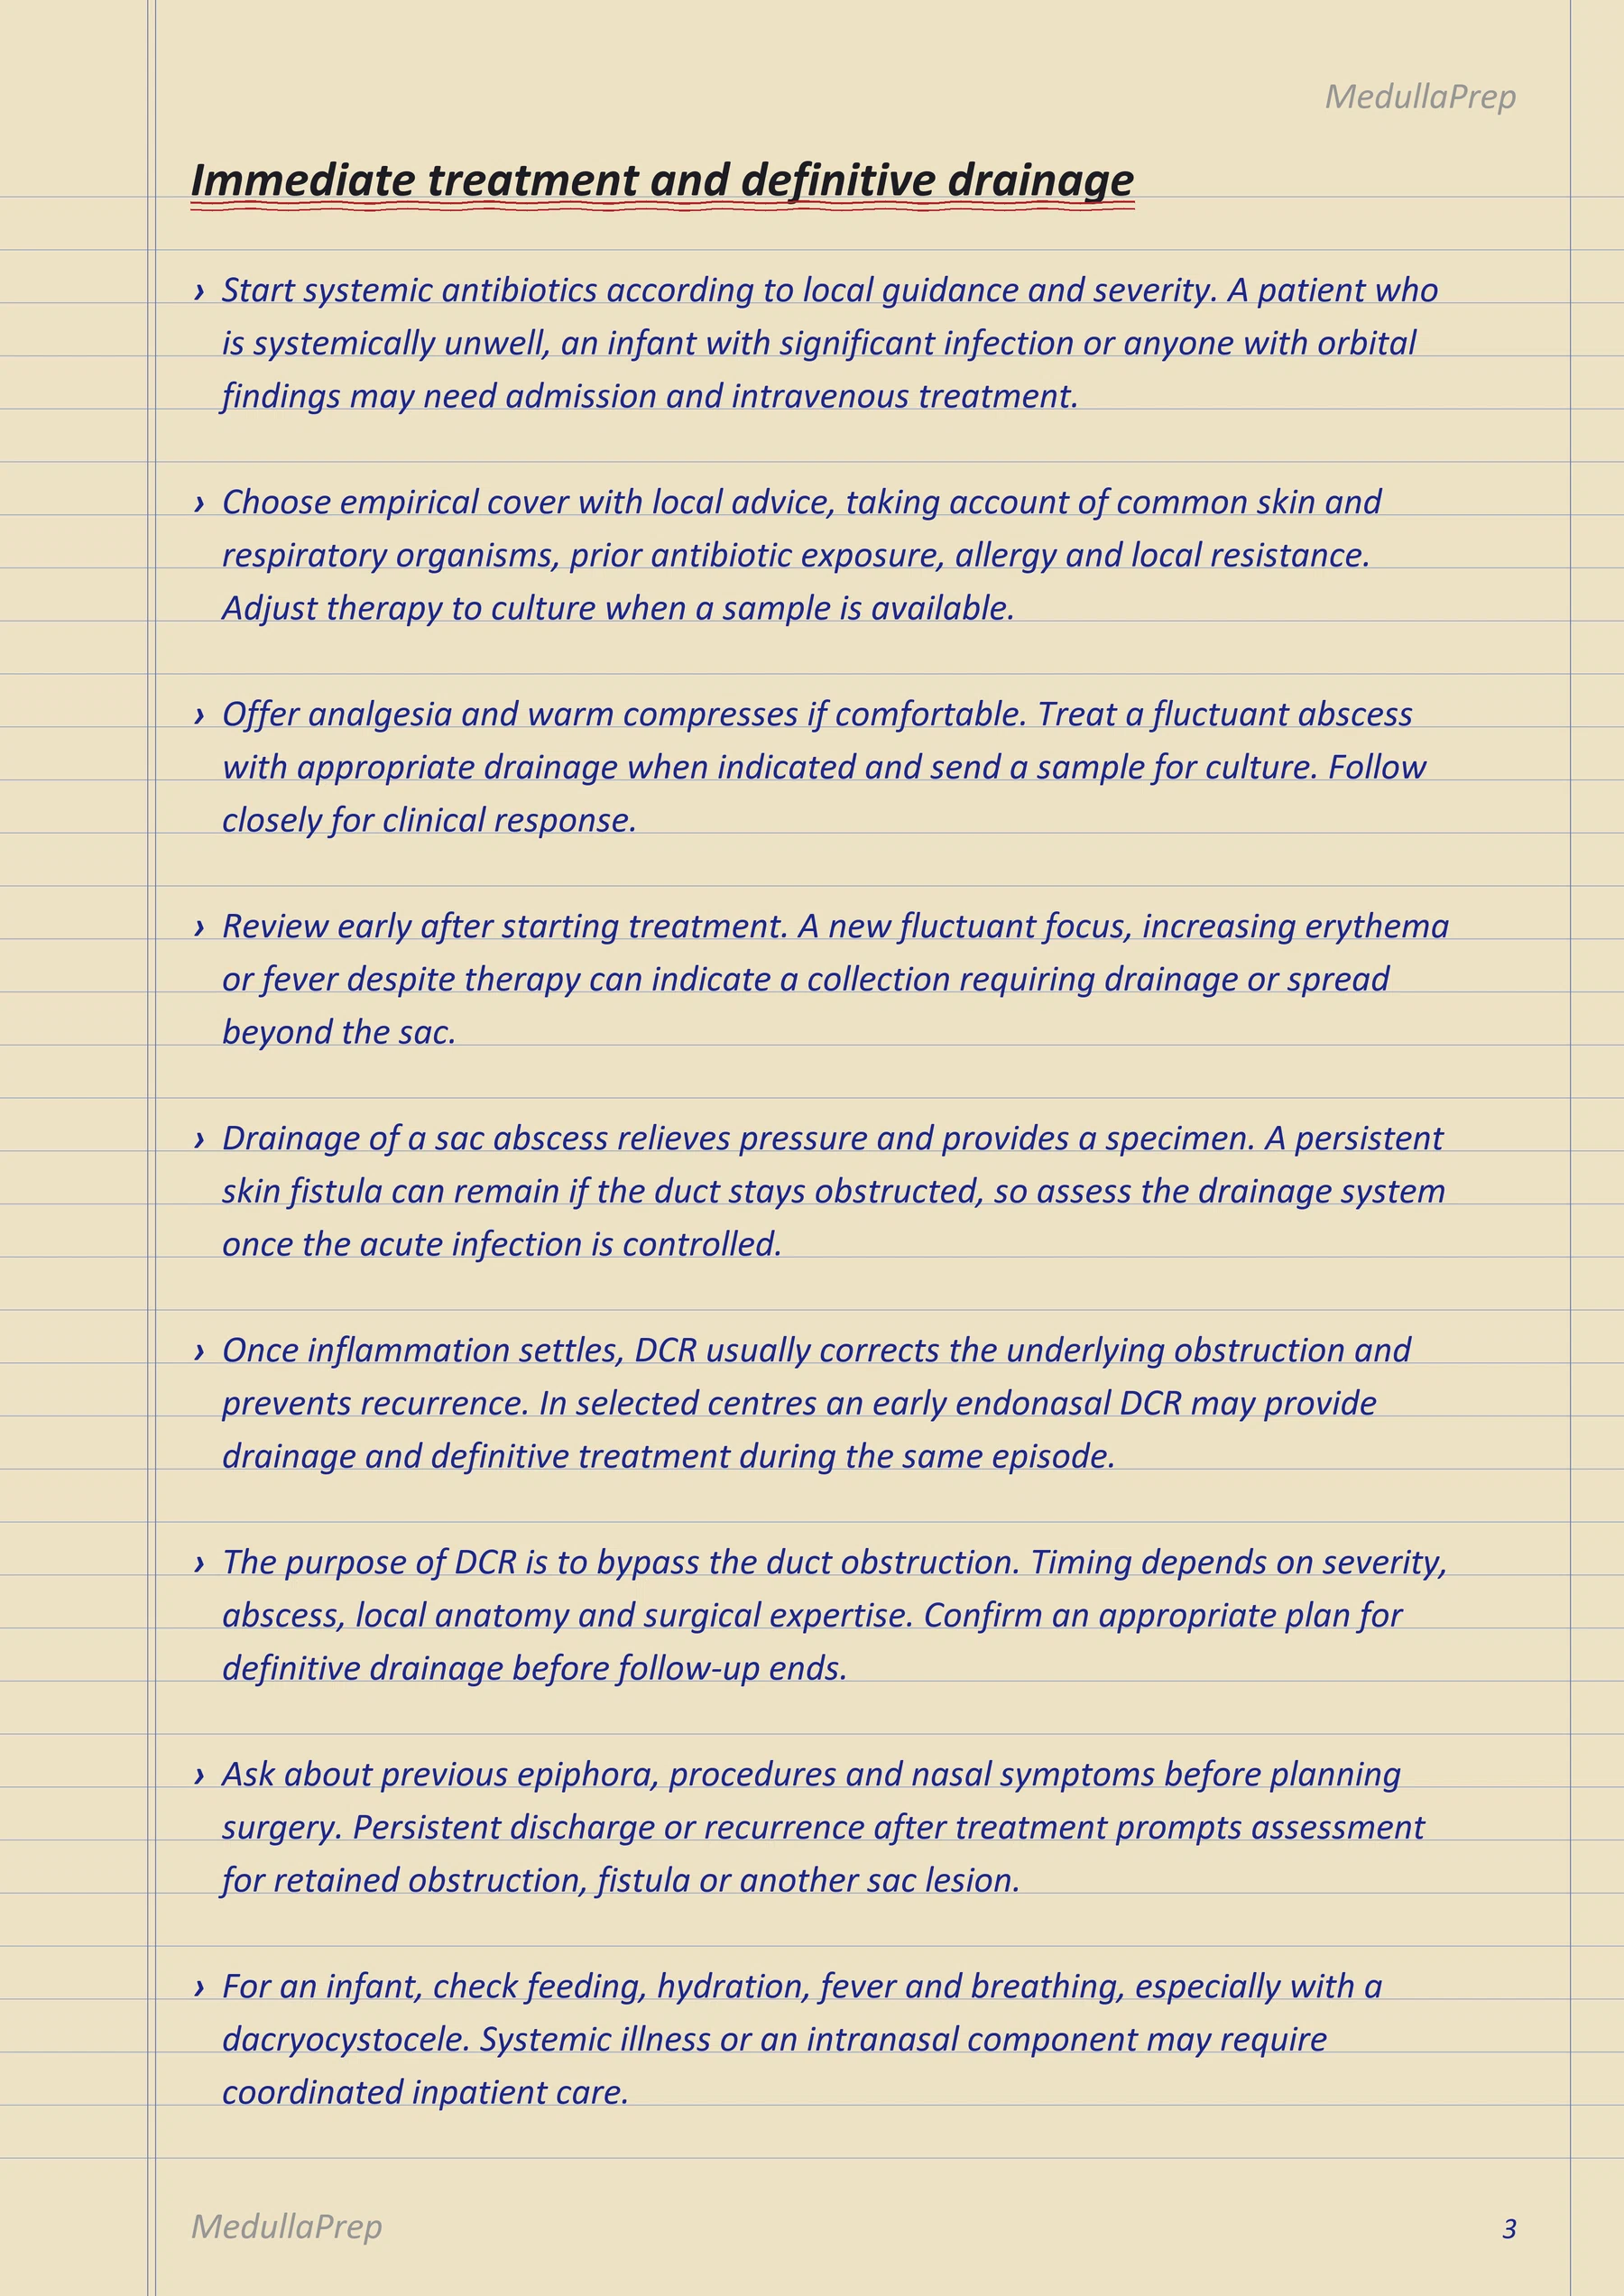 MedullaPrep
Immediate treatment and definitive drainage
› Start systemic antibiotics according to local guidance and severity. A patient who
is systemically unwell, an infant with significant infection or anyone with orbital
findings may need admission and intravenous treatment.
› Choose empirical cover with local advice, taking account of common skin and
respiratory organisms, prior antibiotic exposure, allergy and local resistance.
Adjust therapy to culture when a sample is available.
› Offer analgesia and warm compresses if comfortable. Treat a fluctuant abscess
with appropriate drainage when indicated and send a sample for culture. Follow
closely for clinical response.
› Review early after starting treatment. A new fluctuant focus, increasing erythema
or fever despite therapy can indicate a collection requiring drainage or spread
beyond the sac.
› Drainage of a sac abscess relieves pressure and provides a specimen. A persistent
skin fistula can remain if the duct stays obstructed, so assess the drainage system
once the acute infection is controlled.
› Once inflammation settles, DCR usually corrects the underlying obstruction and
prevents recurrence. In selected centres an early endonasal DCR may provide
drainage and definitive treatment during the same episode.
› The purpose of DCR is to bypass the duct obstruction. Timing depends on severity,
abscess, local anatomy and surgical expertise. Confirm an appropriate plan for
definitive drainage before follow-up ends.
› Ask about previous epiphora, procedures and nasal symptoms before planning
surgery. Persistent discharge or recurrence after treatment prompts assessment
for retained obstruction, fistula or another sac lesion.
› For an infant, check feeding, hydration, fever and breathing, especially with a
dacryocystocele. Systemic illness or an intranasal component may require
coordinated inpatient care.
MedullaPrep
3